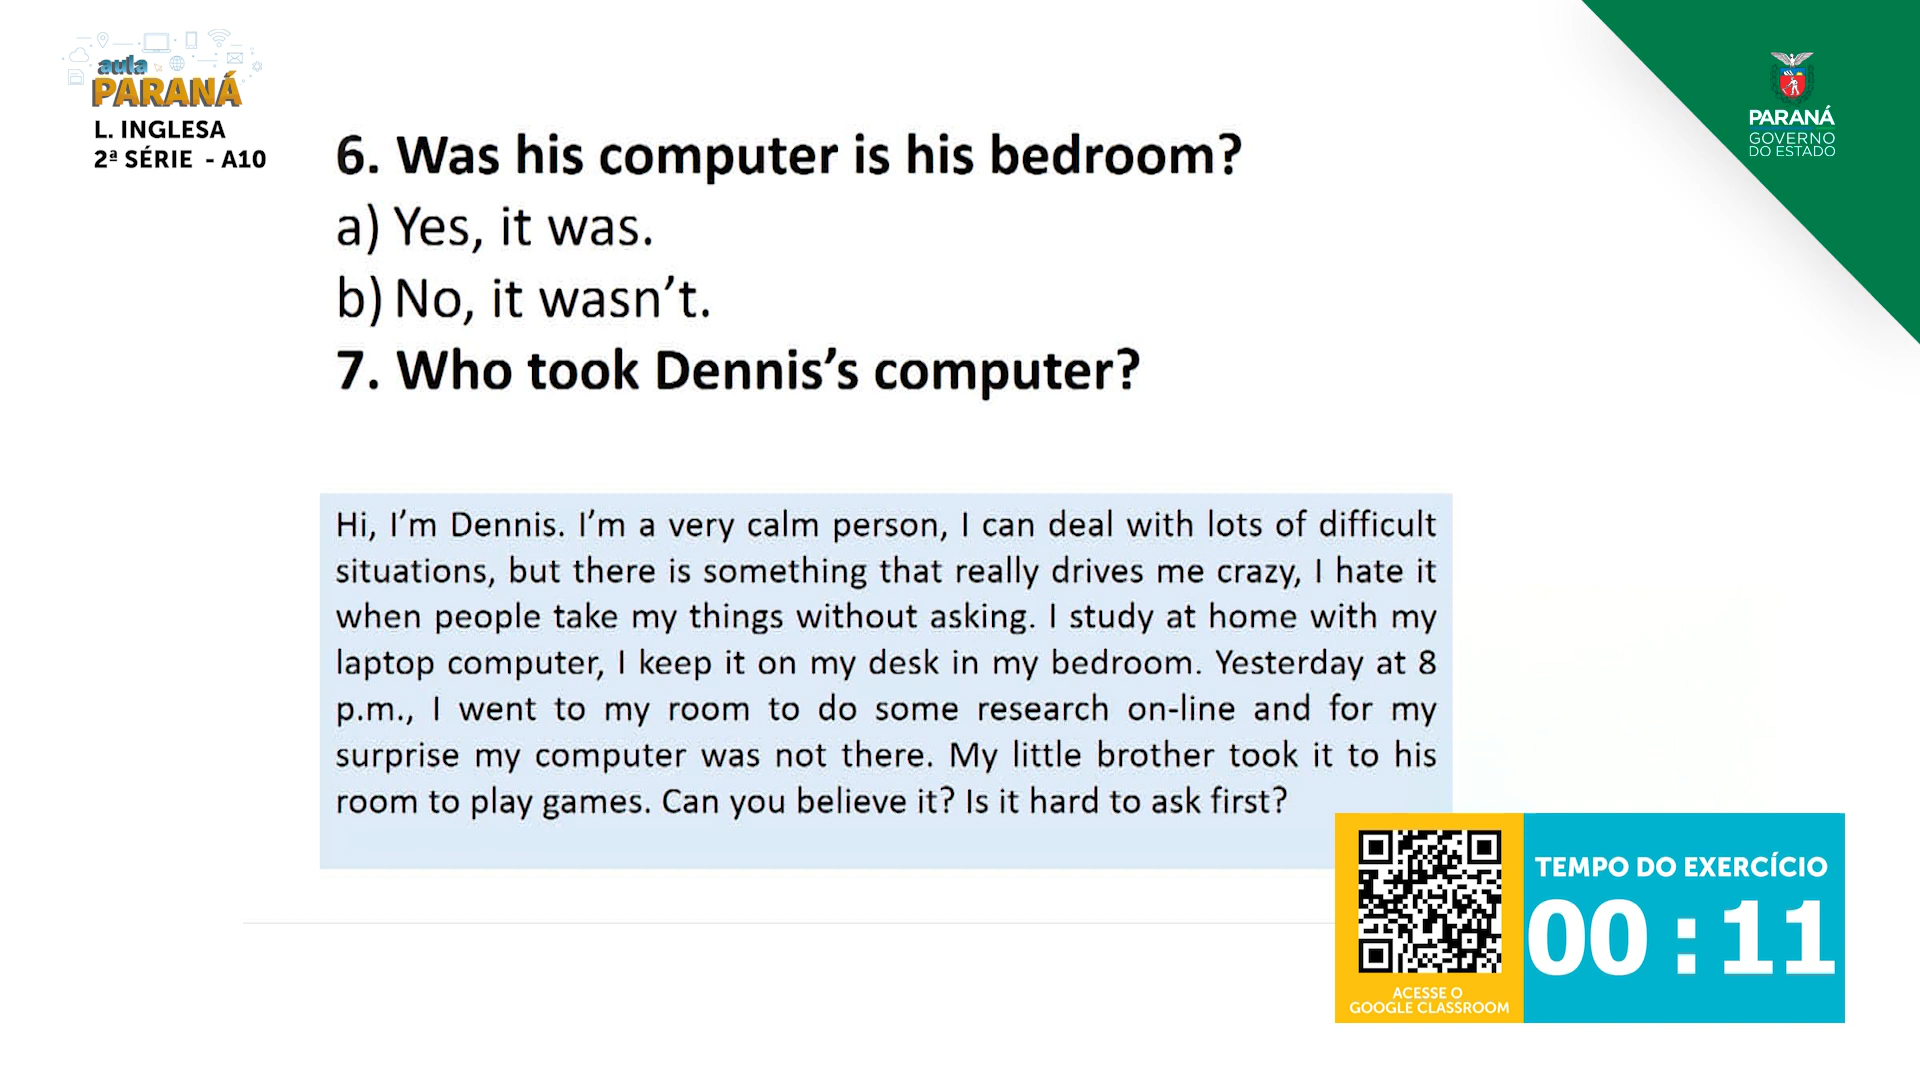 aula
PARANÁ
L. INGLESA
2ª SÉRIE - A10
PARANÁ
GOVERNO
DO ESTADO
6. Was his computer is his bedroom?
a) Yes, it was.
b) No, it wasn’t.
7. Who took Dennis’s computer?
Hi, I’m Dennis. I’m a very calm person, I can deal with lots of difficult
situations, but there is something that really drives me crazy, I hate it
when people take my things without asking. I study at home with my
laptop computer, I keep it on my desk in my bedroom. Yesterday at 8
p.m., I went to my room to do some research on-line and for my
surprise my computer was not there. My little brother took it to his
room to play games. Can you believe it? Is it hard to ask first?
ACESSE O
GOOGLE CLASSROOM
TEMPO DO EXERCÍCIO
00 : 11